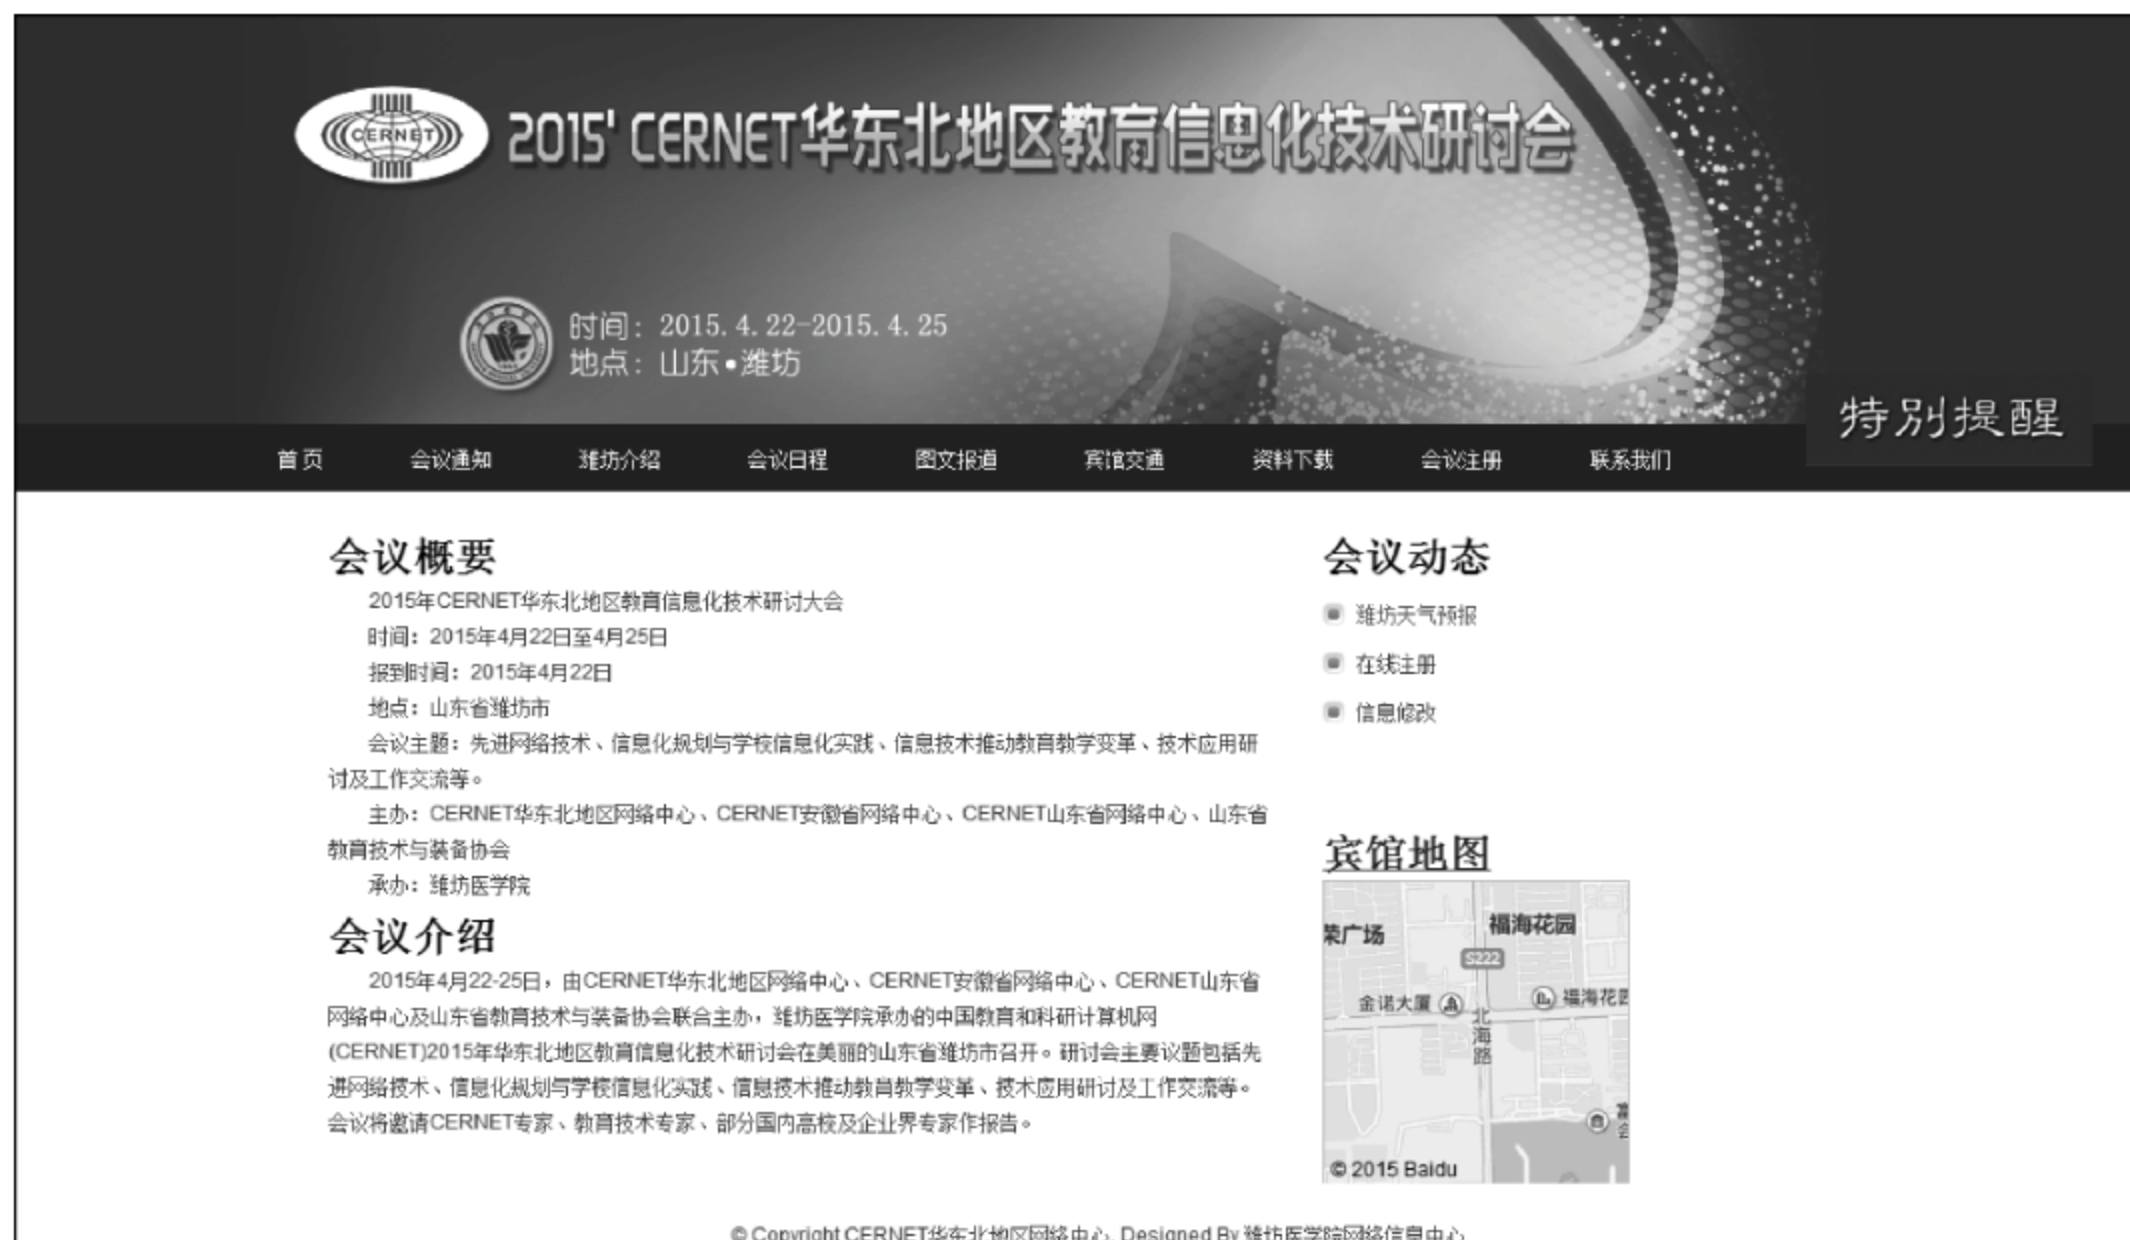 CERNET
2015' CERNET华东北地区教育信息化技术研讨会
时间：2015.4.22-2015.4.25
地点：山东•潍坊
特别提醒
首页 会议通知 潍坊介绍 会议日程 图文报道 宾馆交通 资料下载 会议注册 联系我们
会议概要
2015年CERNET华东北地区教育信息化技术研讨大会
时间：2015年4月22日至4月25日
报到时间：2015年4月22日
地点：山东省潍坊市
会议主题：先进网络技术、信息化规划与学校信息化实践、信息技术推动教育教学变革、技术应用研
讨及工作交流等。
主办：CERNET华东北地区网络中心、CERNET安徽省网络中心、CERNET山东省网络中心、山东省
教育技术与装备协会
承办：潍坊医学院
会议介绍
2015年4月22-25日，由CERNET华东北地区网络中心、CERNET安徽省网络中心、CERNET山东省
网络中心及山东省教育技术与装备协会联合主办，潍坊医学院承办的中国教育和科研计算机网
(CERNET)2015年华东北地区教育信息化技术研讨会在美丽的山东省潍坊市召开。研讨会主要议题包括先
进网络技术、信息化规划与学校信息化实践、信息技术推动教育教学变革、技术应用研讨及工作交流等。
会议将邀请CERNET专家、教育技术专家、部分国内高校及企业界专家作报告。
会议动态
潍坊天气预报
在线注册
信息修改
宾馆地图
荣广场
福海花园
S222
金诺大厦
福海花园
北海路
富
会
© 2015 Baidu
© Copyright CERNET华东北地区网络中心, Designed By 潍坊医学院网络信息中心